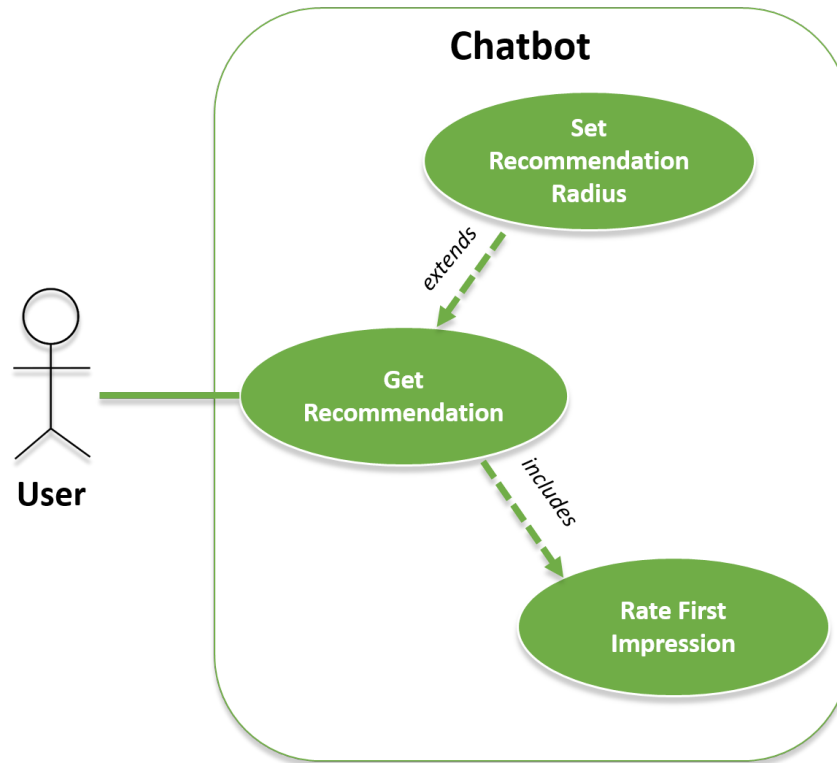 Chatbot
Set
Recommendation
Radius
extends
Get
Recommendation
User
includes
Rate First
Impression